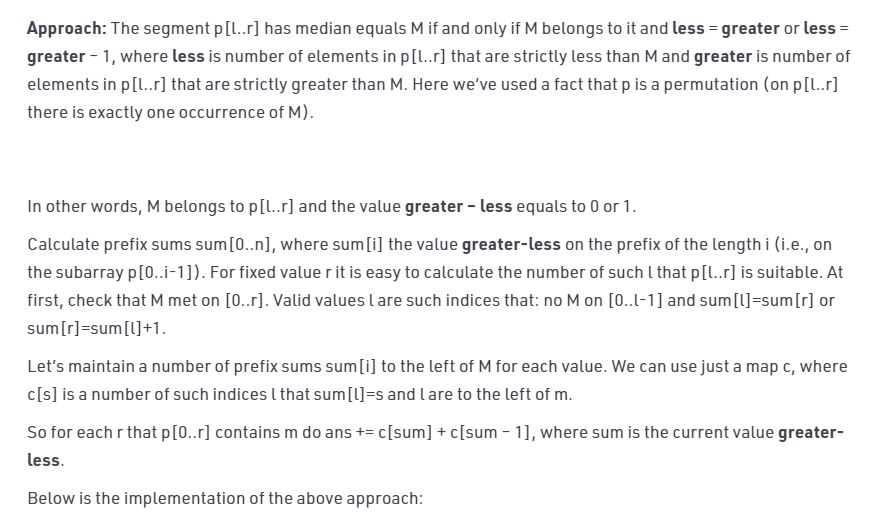 Approach: The segment p[l..r] has median equals M if and only if M belongs to it and less = greater or less =
greater – 1, where less is number of elements in p[l..r] that are strictly less than M and greater is number of
elements in p[l..r] that are strictly greater than M. Here we've used a fact that p is a permutation (on p[l..r]
there is exactly one occurrence of M).
In other words, M belongs to p[l..r] and the value greater – less equals to 0 or 1.
Calculate prefix sums sum[0..n], where sum[i] the value greater-less on the prefix of the length i (i.e., on
the subarray p[0..i-1]). For fixed value r it is easy to calculate the number of such l that p[l..r] is suitable. At
first, check that M met on [0..r]. Valid values l are such indices that: no M on [0..l-1] and sum[l]=sum[r] or
sum[r]=sum[l]+1.
Let's maintain a number of prefix sums sum[i] to the left of M for each value. We can use just a map c, where
c[s] is a number of such indices l that sum[l]=s and l are to the left of m.
So for each r that p[0..r] contains m do ans += c[sum] + c[sum – 1], where sum is the current value greater-
less.
Below is the implementation of the above approach: